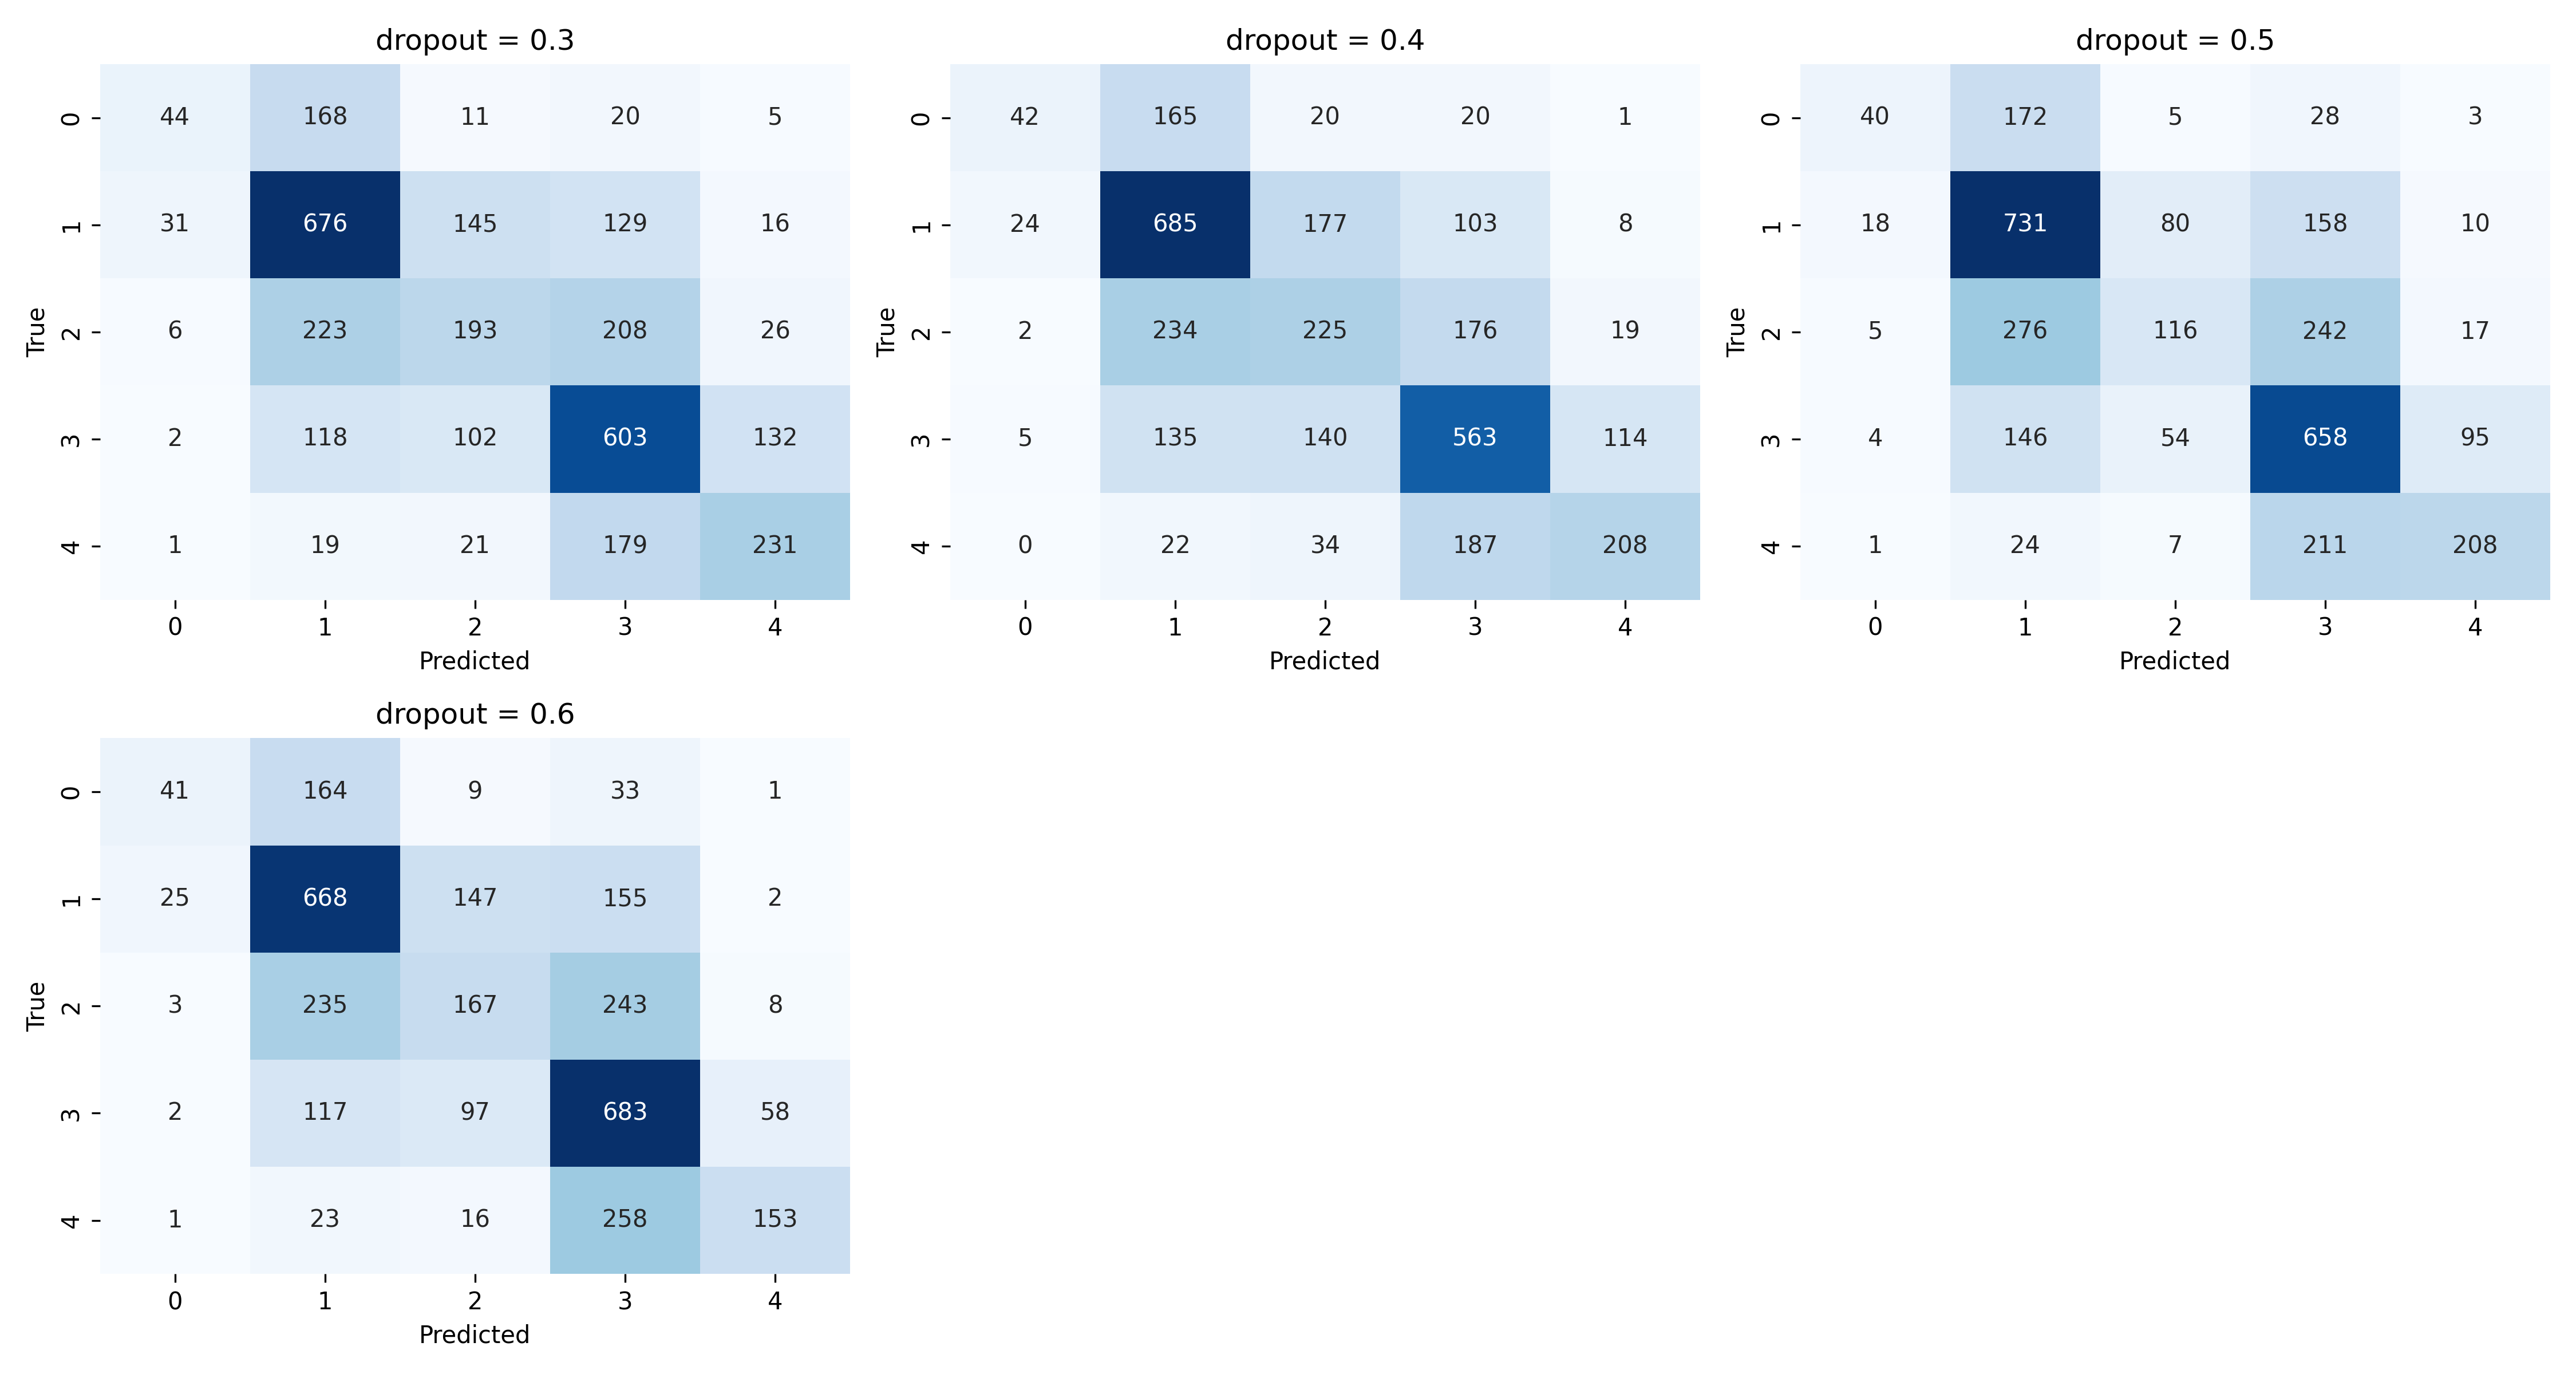 dropout = 0.3
0 44 168 11 20 5
1 31 676 145 129 16
2 6 223 193 208 26
3 2 118 102 603 132
4 1 19 21 179 231
0 1 2 3 4
True
Predicted
dropout = 0.4
0 42 165 20 20 1
1 24 685 177 103 8
2 2 234 225 176 19
3 5 135 140 563 114
4 0 22 34 187 208
0 1 2 3 4
True
Predicted
dropout = 0.5
0 40 172 5 28 3
1 18 731 80 158 10
2 5 276 116 242 17
3 4 146 54 658 95
4 1 24 7 211 208
0 1 2 3 4
True
Predicted
dropout = 0.6
0 41 164 9 33 1
1 25 668 147 155 2
2 3 235 167 243 8
3 2 117 97 683 58
4 1 23 16 258 153
0 1 2 3 4
True
Predicted